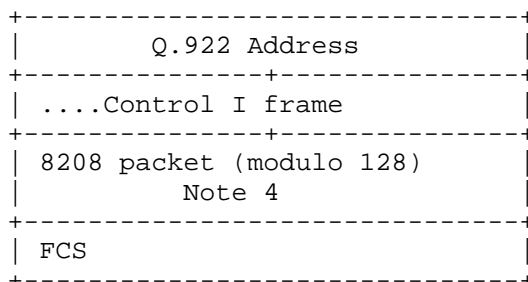 Q.922 Address
....Control I frame
8208 packet (modulo 128)
Note 4
FCS